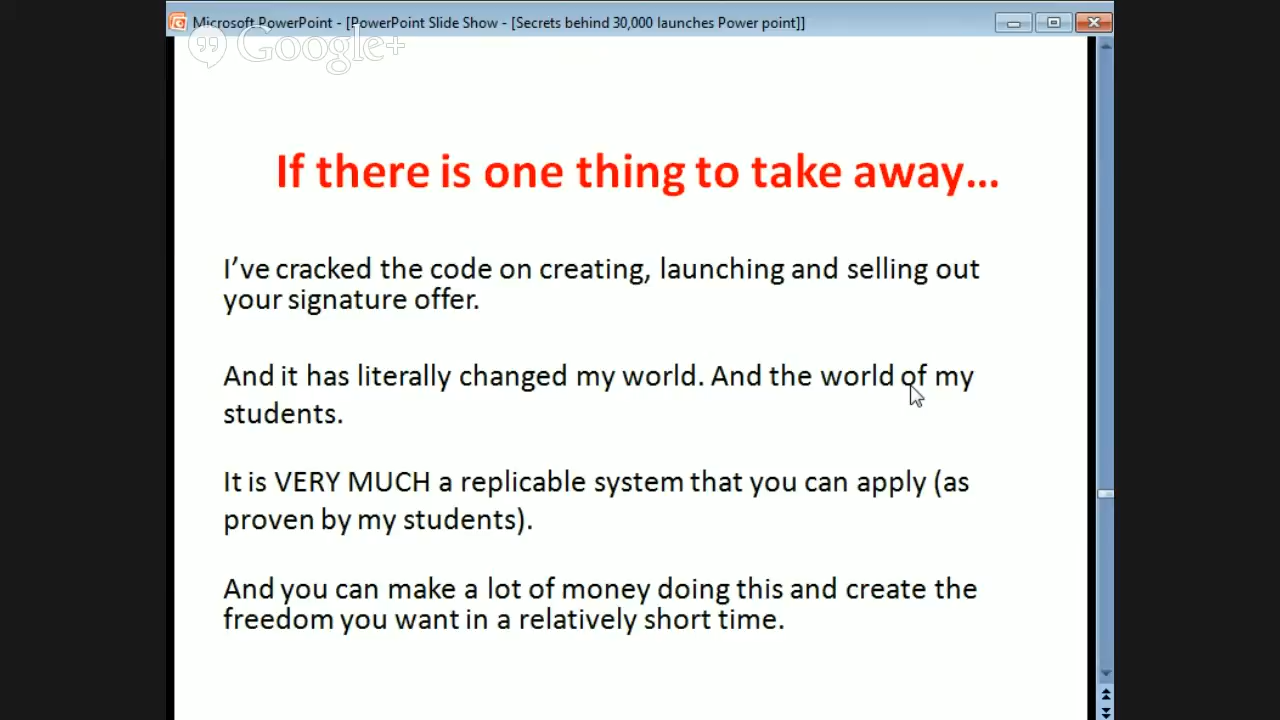 Microsoft PowerPoint - [PowerPoint Slide Show - [Secrets behind 30,000 launches Power point]]
Google+
If there is one thing to take away...
I've cracked the code on creating, launching and selling out
your signature offer.
And it has literally changed my world. And the world of my
students.
It is VERY MUCH a replicable system that you can apply (as
proven by my students).
And you can make a lot of money doing this and create the
freedom you want in a relatively short time.